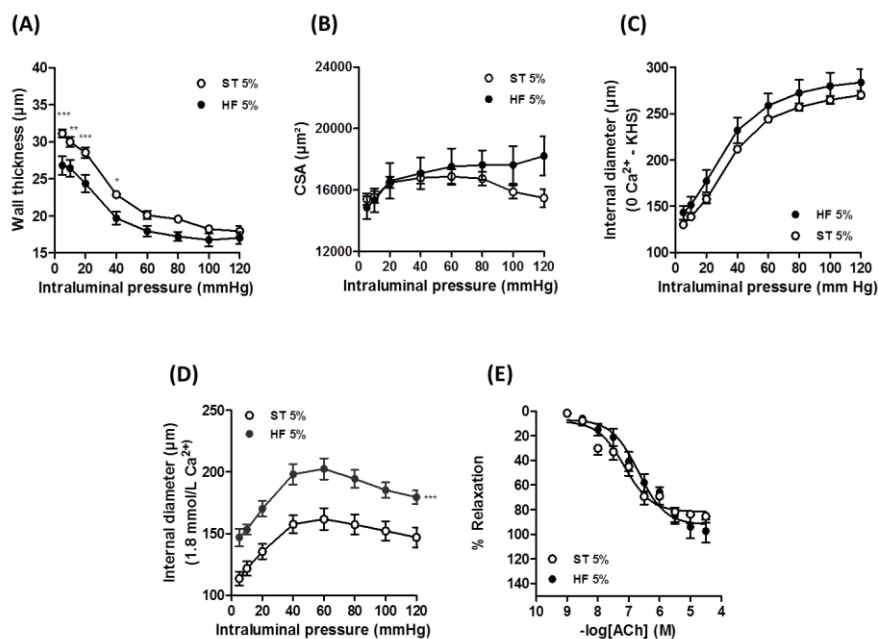 (A)
Wall thickness (µm)
40
35
30
25
20
15
***
**
***
*
ST 5%
HF 5%
0 20 40 60 80 100 120
Intraluminal pressure (mmHg)
(B)
CSA (µm²)
24000
20000
16000
12000
ST 5%
HF 5%
0 20 40 60 80 100 120
Intraluminal pressure (mmHg)
(C)
Internal diameter (µm)
(0 Ca²⁺ - KHS)
300
250
200
150
100
HF 5%
ST 5%
0 20 40 60 80 100 120
Intraluminal pressure (mm Hg)
(D)
Internal diameter (µm)
(1.8 mmol/L Ca²⁺)
250
200
150
100
ST 5%
HF 5%
***
0 20 40 60 80 100 120
Intraluminal pressure (mmHg)
(E)
% Relaxation
0
20
40
60
80
100
120
140
ST 5%
HF 5%
10 9 8 7 6 5 4
-log[ACh] (M)